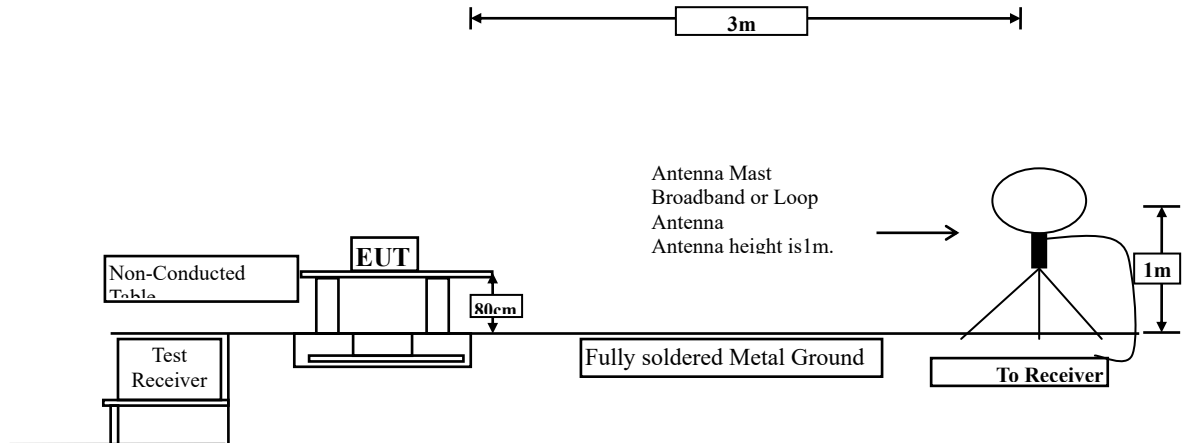 3m
Antenna Mast
Broadband or Loop
Antenna
Antenna height is1m.
EUT
Non-Conducted
Table
80cm
1m
Test
Receiver
Fully soldered Metal Ground
To Receiver